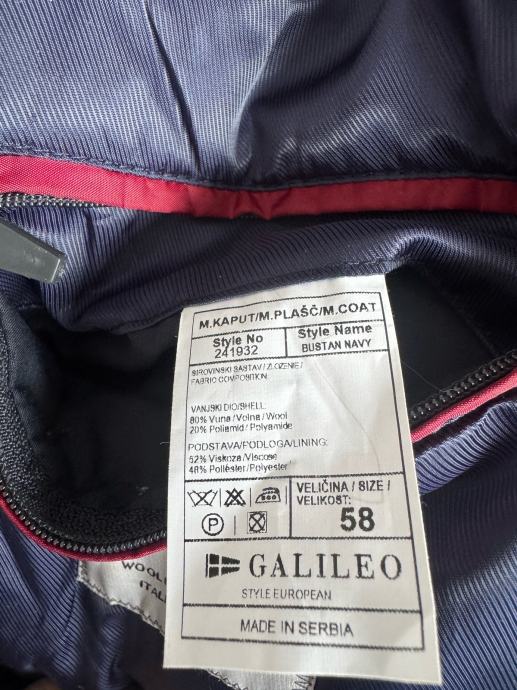 M.KAPUT/M.PLAŠČ/M.COAT
Style No
241932
Style Name
BUSTAN NAVY
SIROVINSKI SASTAV / ZLOŽENIE /
FABRIC COMPOSITION:
VANJSKI DIO/SHELL:
80% Vuna / Volna / Wool
20% Poliamid / Polyamide
PODSTAVA/PODLOGA/LINING:
52% Viskoza / Viscose
48% Poliester / Polyester
P
VELIČINA / SIZE /
VELIKOST:
58
GALILEO
STYLE EUROPEAN
MADE IN SERBIA
WOOL